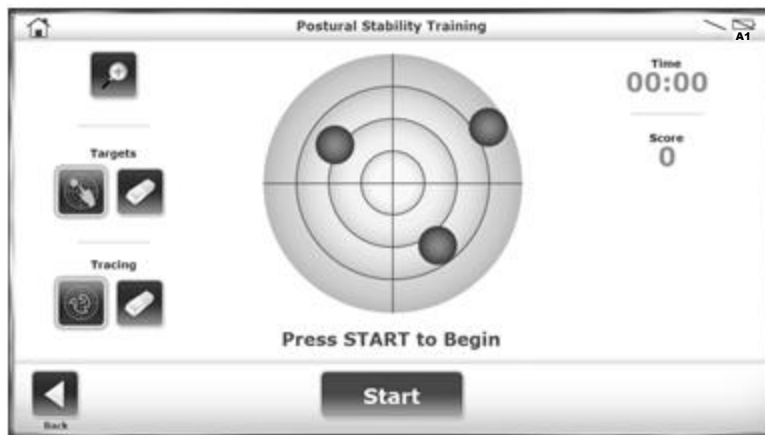 Postural Stability Training
A1
Time
00:00
Score
0
Targets
Tracing
Press START to Begin
Start
Back